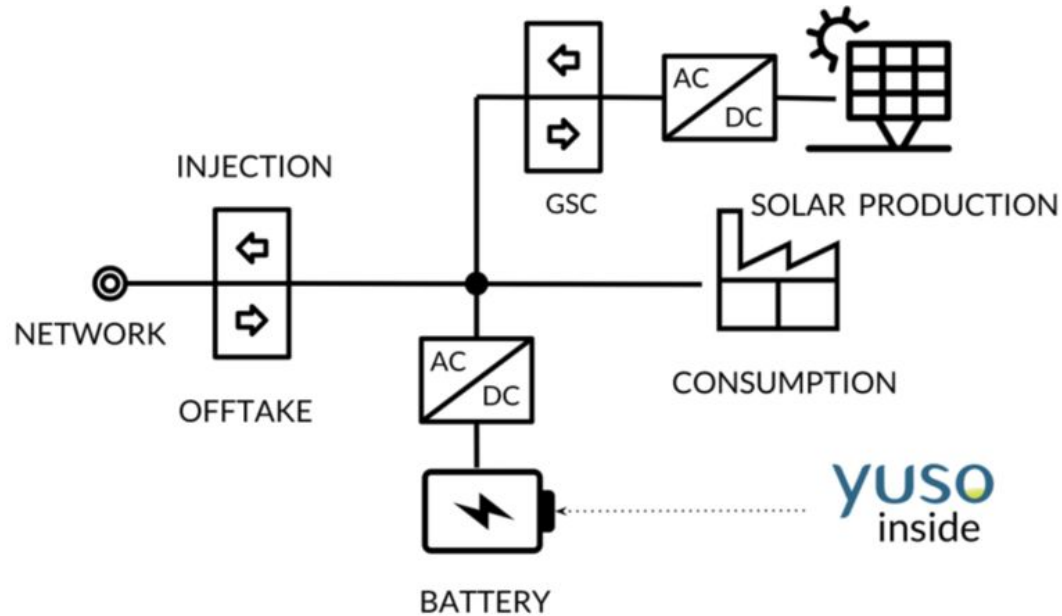 AC
DC
INJECTION
GSC
SOLAR PRODUCTION
NETWORK
AC
DC
CONSUMPTION
OFFTAKE
yuso
inside
BATTERY